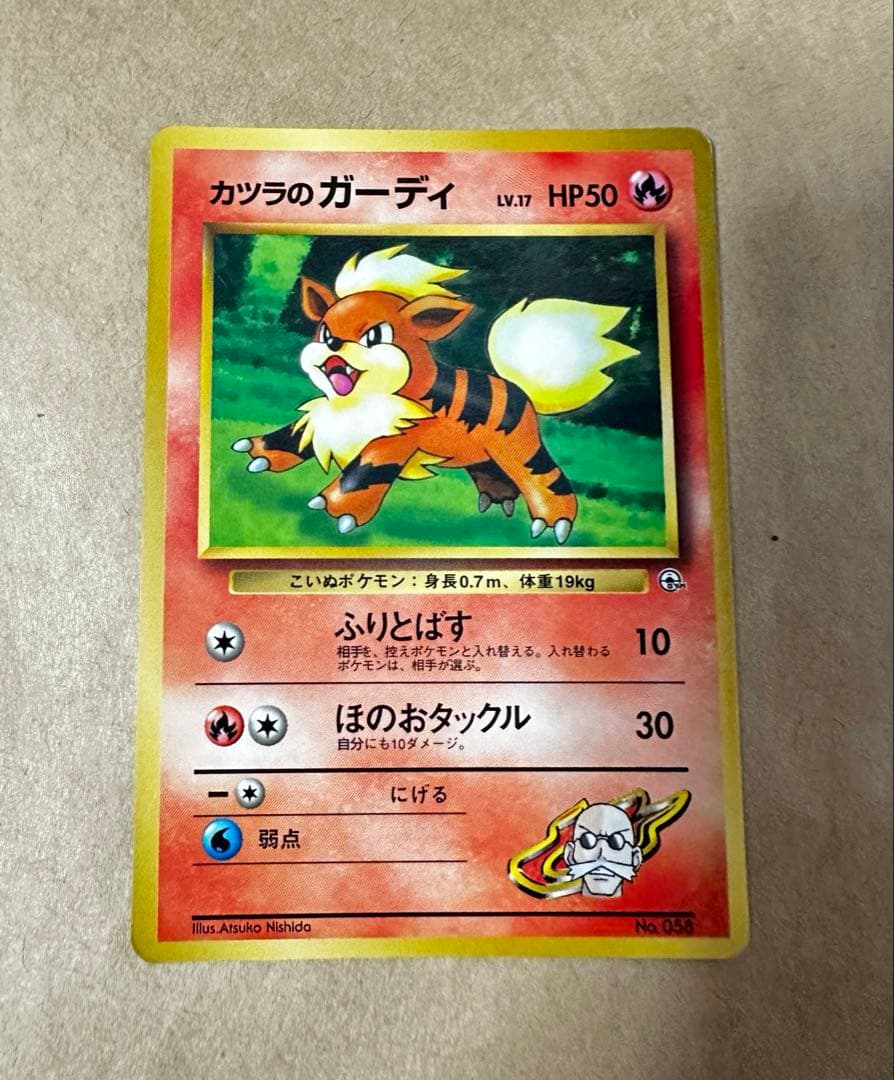 カツラのガーディ LV.17 HP50
こいぬポケモン：身長0.7m、体重19kg
ふりとばす 10
相手を、控えポケモンと入れ替える。入れ替わる
ポケモンは、相手が選ぶ。
ほのおタックル 30
自分にも10ダメージ。
にげる
弱点
Illus.Atsuko Nishida No. 058